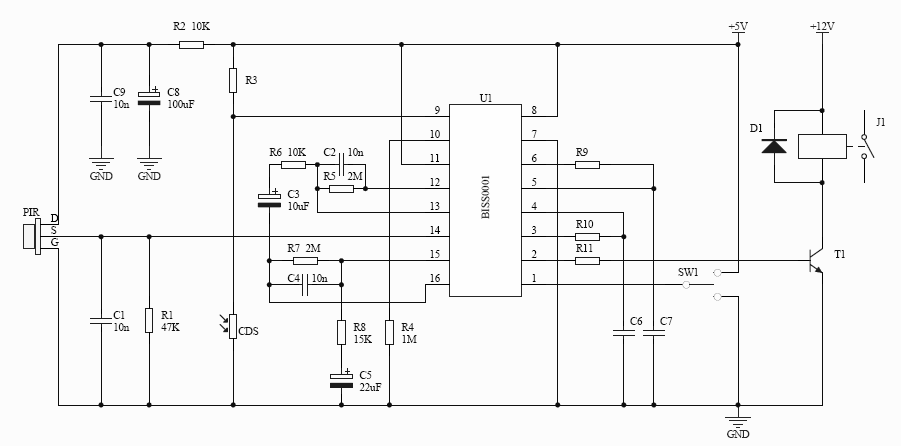 R2 10K
+5V
+12V
R3
C9
10n
C8
100uF
+
GND
GND
U1
BISS0001
9
10
11
12
13
14
15
16
8
7
6
5
4
3
2
1
R6 10K
C2 10n
R5 2M
+
C3
10uF
R7 2M
C4 10n
R9
R10
R11
D1
J1
T1
SW1
PIR
D
S
G
C1
10n
R1
47K
CDS
R8
15K
R4
1M
+
C5
22uF
C6
C7
GND